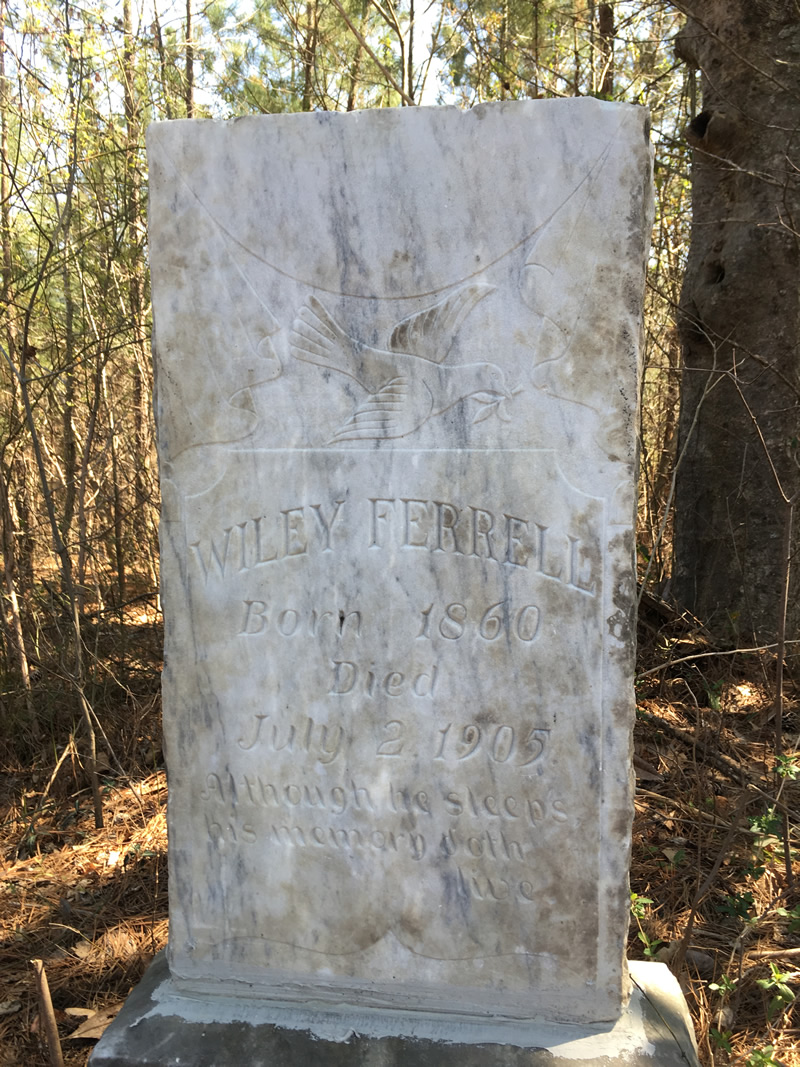 WILEY FERRELL
Born 1860
Died
July 2 1905
Although he sleeps
his memory doth
live